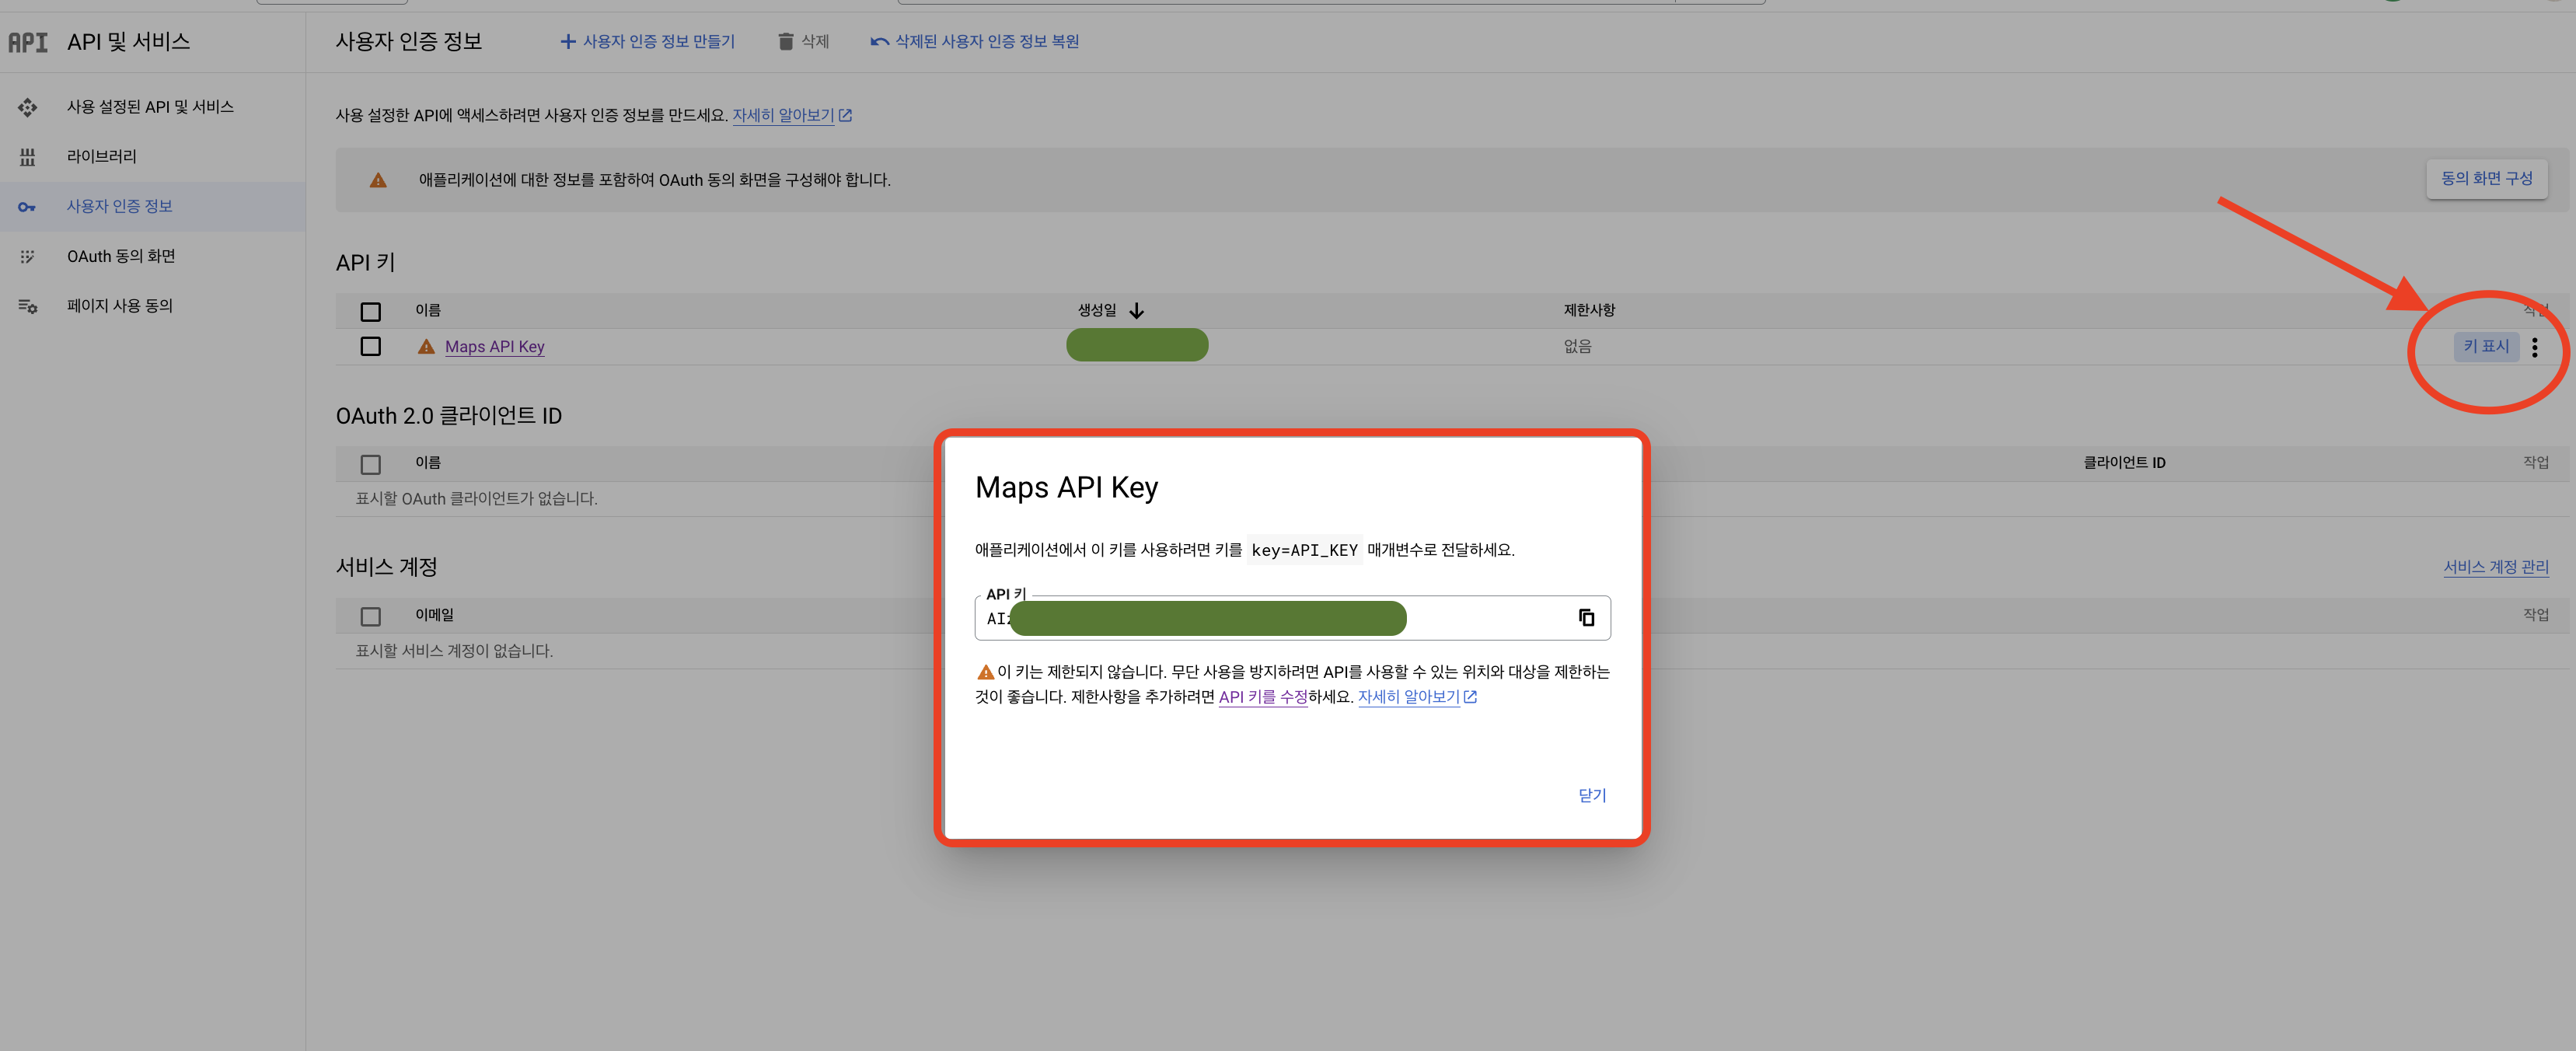 API API 및 서비스
사용자 인증 정보
사용자 인증 정보 만들기
삭제
삭제된 사용자 인증 정보 복원
사용 설정된 API 및 서비스
라이브러리
사용자 인증 정보
OAuth 동의 화면
페이지 사용 동의
사용 설정한 API에 액세스하려면 사용자 인증 정보를 만드세요. 자세히 알아보기
애플리케이션에 대한 정보를 포함하여 OAuth 동의 화면을 구성해야 합니다.
동의 화면 구성
API 키
이름 생성일 제한사항 작업
Maps API Key 없음 키 표시
OAuth 2.0 클라이언트 ID
이름 클라이언트 ID 작업
표시할 OAuth 클라이언트가 없습니다.
서비스 계정
서비스 계정 관리
이메일 작업
표시할 서비스 계정이 없습니다.
Maps API Key
애플리케이션에서 이 키를 사용하려면 키를 key=API_KEY 매개변수로 전달하세요.
API 키
AI
이 키는 제한되지 않습니다. 무단 사용을 방지하려면 API를 사용할 수 있는 위치와 대상을 제한하는
것이 좋습니다. 제한사항을 추가하려면 API 키를 수정하세요. 자세히 알아보기
닫기